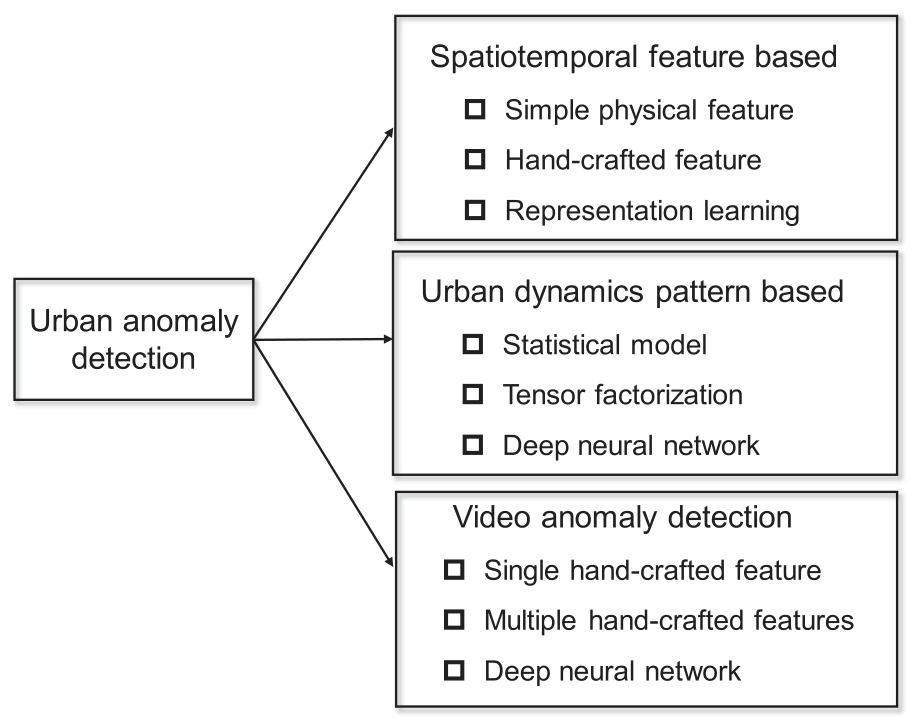 Urban anomaly
detection
Spatiotemporal feature based
Simple physical feature
Hand-crafted feature
Representation learning
Urban dynamics pattern based
Statistical model
Tensor factorization
Deep neural network
Video anomaly detection
Single hand-crafted feature
Multiple hand-crafted features
Deep neural network